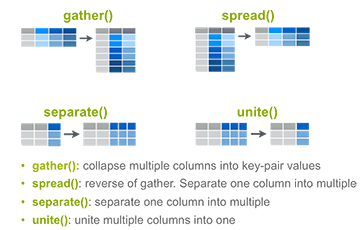 gather() spread()
separate() unite()
• gather(): collapse multiple columns into key-pair values
• spread(): reverse of gather. Separate one column into multiple
• separate(): separate one column into multiple
• unite(): unite multiple columns into one